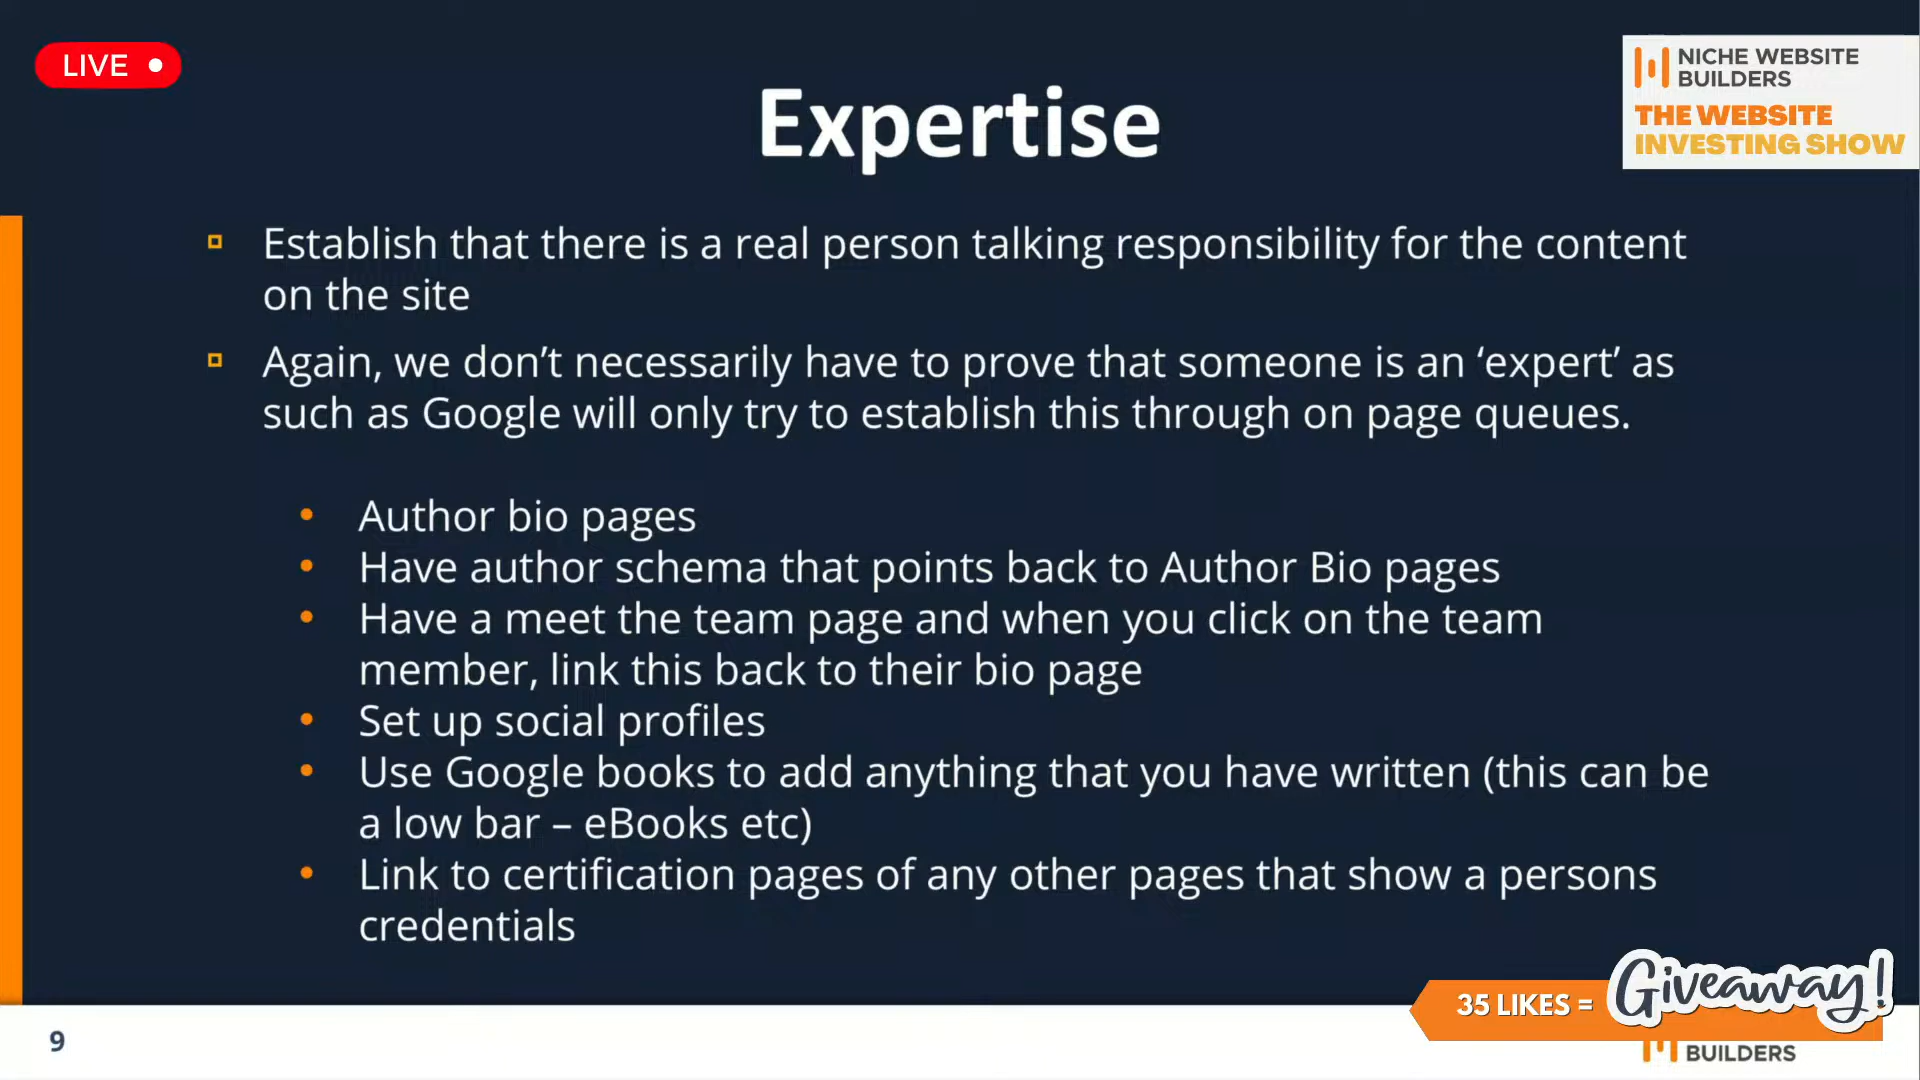 LIVE
NICHE WEBSITE
BUILDERS
THE WEBSITE
INVESTING SHOW
Expertise
Establish that there is a real person talking responsibility for the content
on the site
Again, we don’t necessarily have to prove that someone is an ‘expert’ as
such as Google will only try to establish this through on page queues.
• Author bio pages
• Have author schema that points back to Author Bio pages
• Have a meet the team page and when you click on the team
member, link this back to their bio page
• Set up social profiles
• Use Google books to add anything that you have written (this can be
a low bar – eBooks etc)
• Link to certification pages of any other pages that show a persons
credentials
35 LIKES = Giveaway!
9
BUILDERS